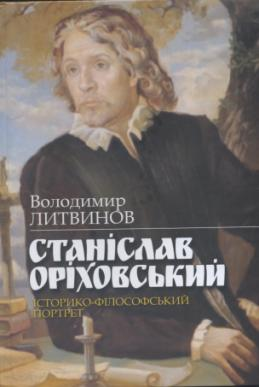 Володимир
ЛИТВИНОВ
СТАНІСЛАВ
ОРІХОВСЬКИЙ
ІСТОРИКО-ФІЛОСОФСЬКИЙ
ПОРТРЕТ